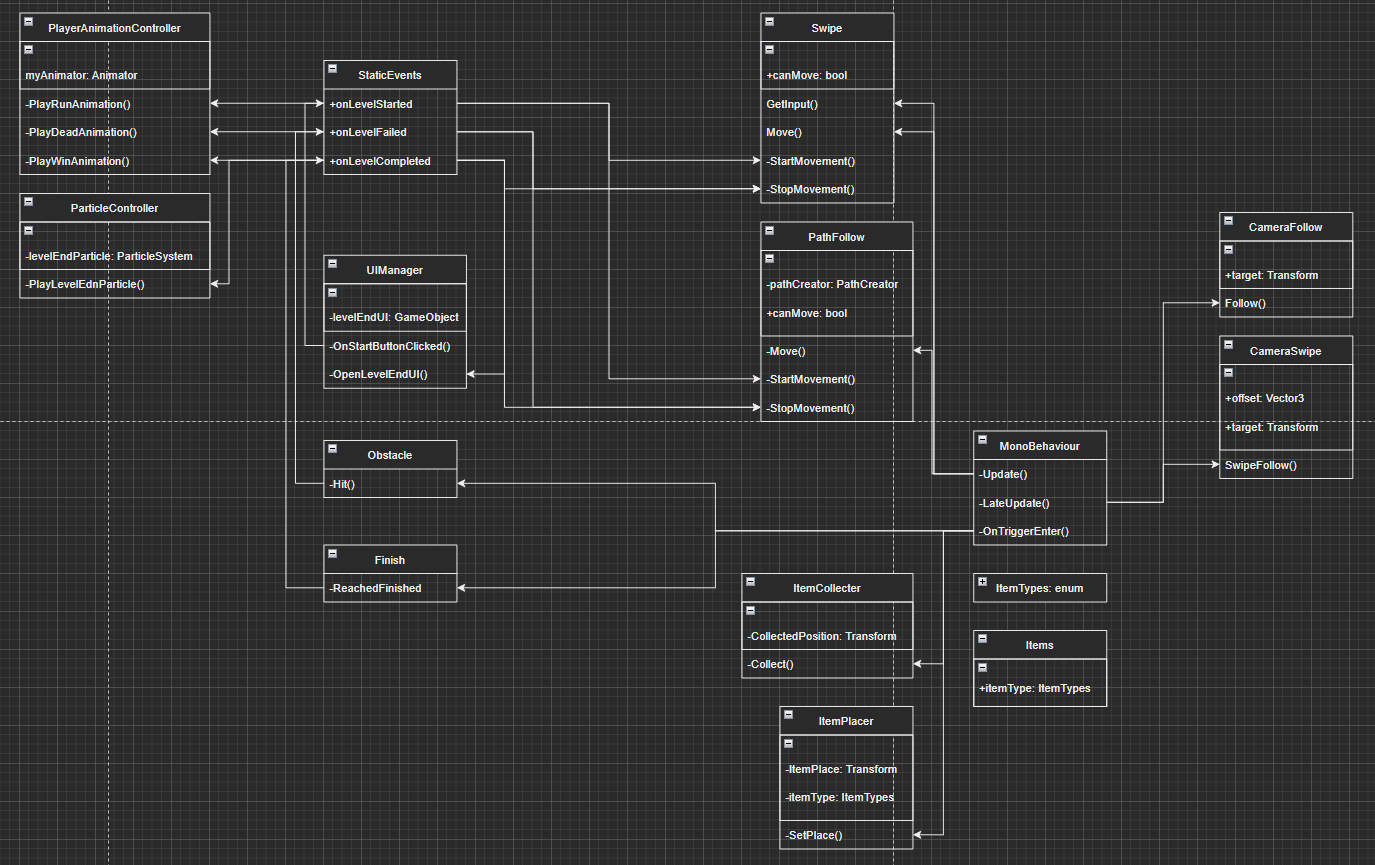 PlayerAnimationController
myAnimator: Animator
-PlayRunAnimation()
-PlayDeadAnimation()
-PlayWinAnimation()
ParticleController
-levelEndParticle: ParticleSystem
-PlayLevelEdnParticle()
StaticEvents
+onLevelStarted
+onLevelFailed
+onLevelCompleted
UIManager
-levelEndUI: GameObject
-OnStartButtonClicked()
-OpenLevelEndUI()
Obstacle
-Hit()
Finish
-ReachedFinished
Swipe
+canMove: bool
GetInput()
Move()
-StartMovement()
-StopMovement()
PathFollow
-pathCreator: PathCreator
+canMove: bool
-Move()
-StartMovement()
-StopMovement()
ItemCollecter
-CollectedPosition: Transform
-Collect()
ItemPlacer
-ItemPlace: Transform
-itemType: ItemTypes
-SetPlace()
MonoBehaviour
-Update()
-LateUpdate()
-OnTriggerEnter()
ItemTypes: enum
Items
+itemType: ItemTypes
CameraFollow
+target: Transform
Follow()
CameraSwipe
+offset: Vector3
+target: Transform
SwipeFollow()